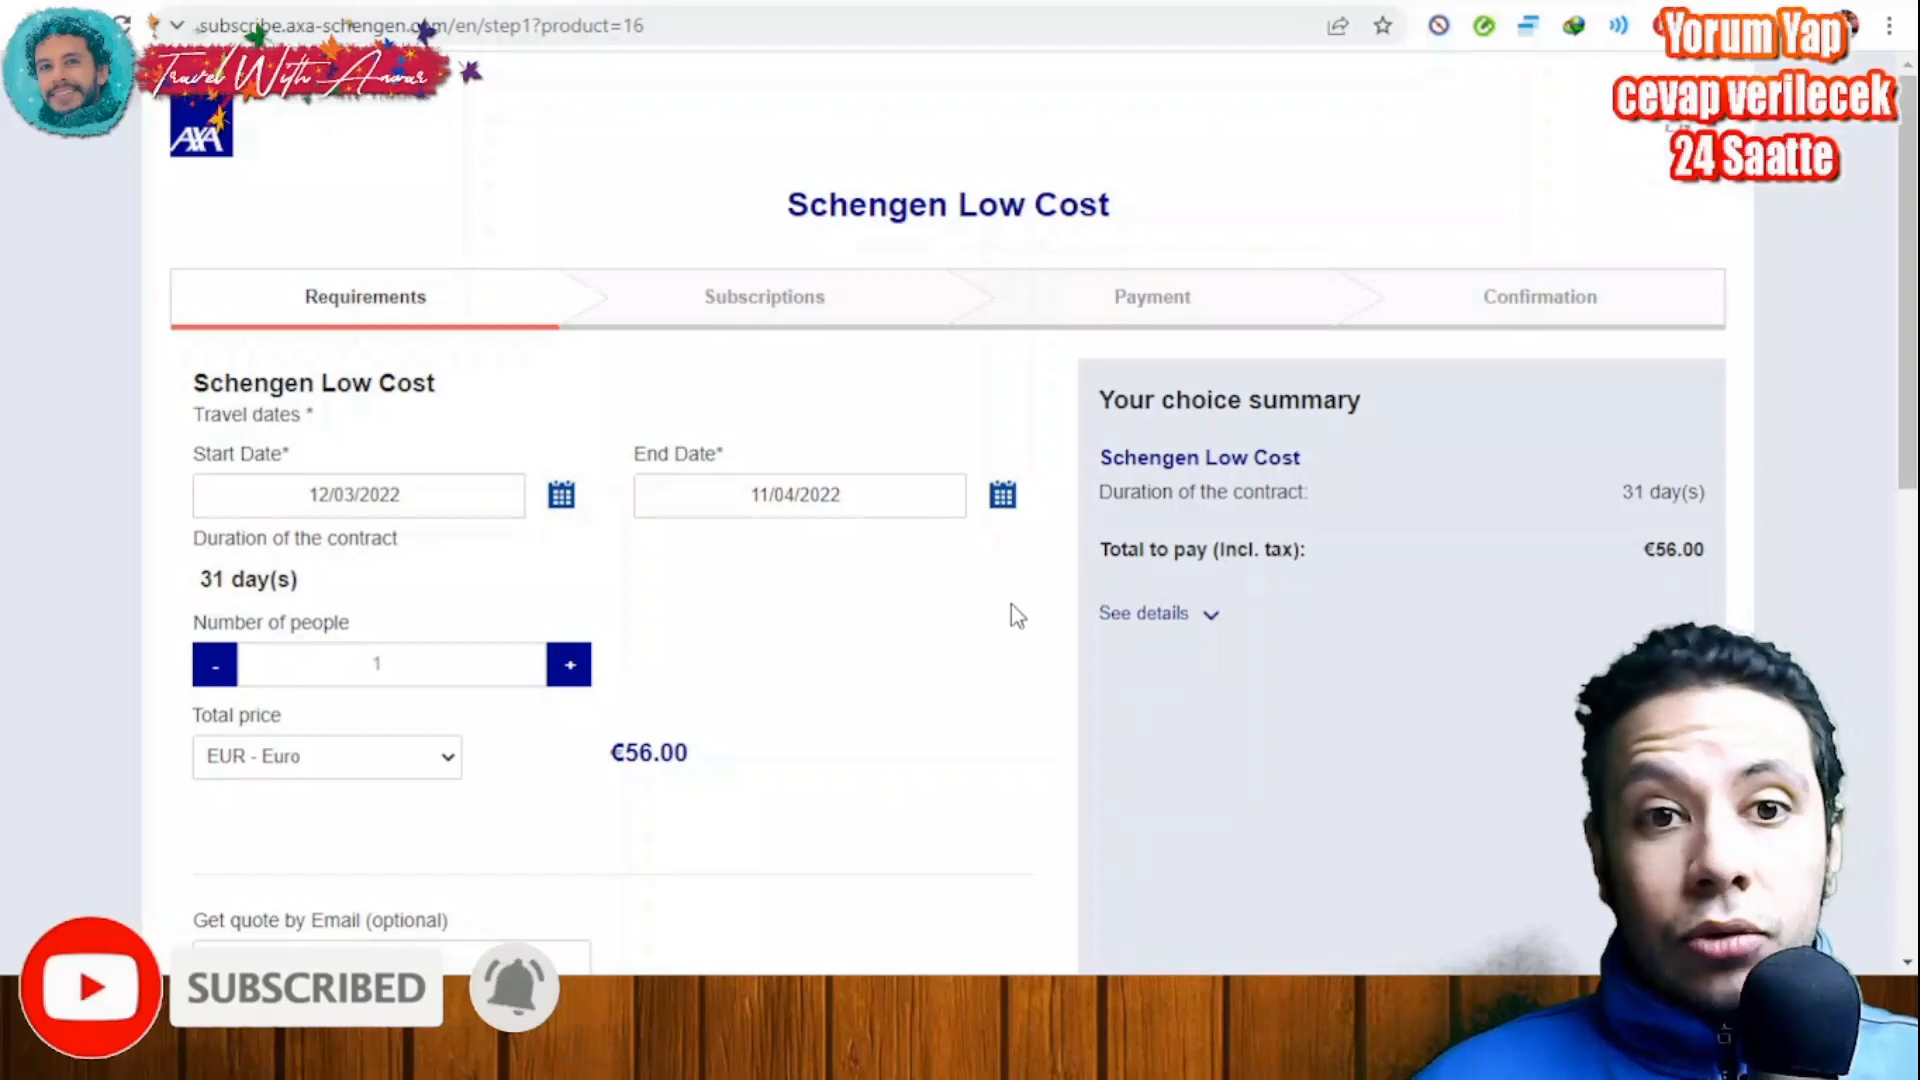 subscribe.axa-schengen.com/en/step1?product=16
Travel With Anwar
AXA
Yorum Yap
cevap verilecek
24 Saatte
Schengen Low Cost
Requirements
Subscriptions
Payment
Confirmation
Schengen Low Cost
Travel dates *
Start Date*
End Date*
12/03/2022
11/04/2022
Duration of the contract
31 day(s)
Number of people
-
1
+
Total price
EUR - Euro
€56.00
Get quote by Email (optional)
Your choice summary
Schengen Low Cost
Duration of the contract:
31 day(s)
Total to pay (Incl. tax):
€56.00
See details
SUBSCRIBED